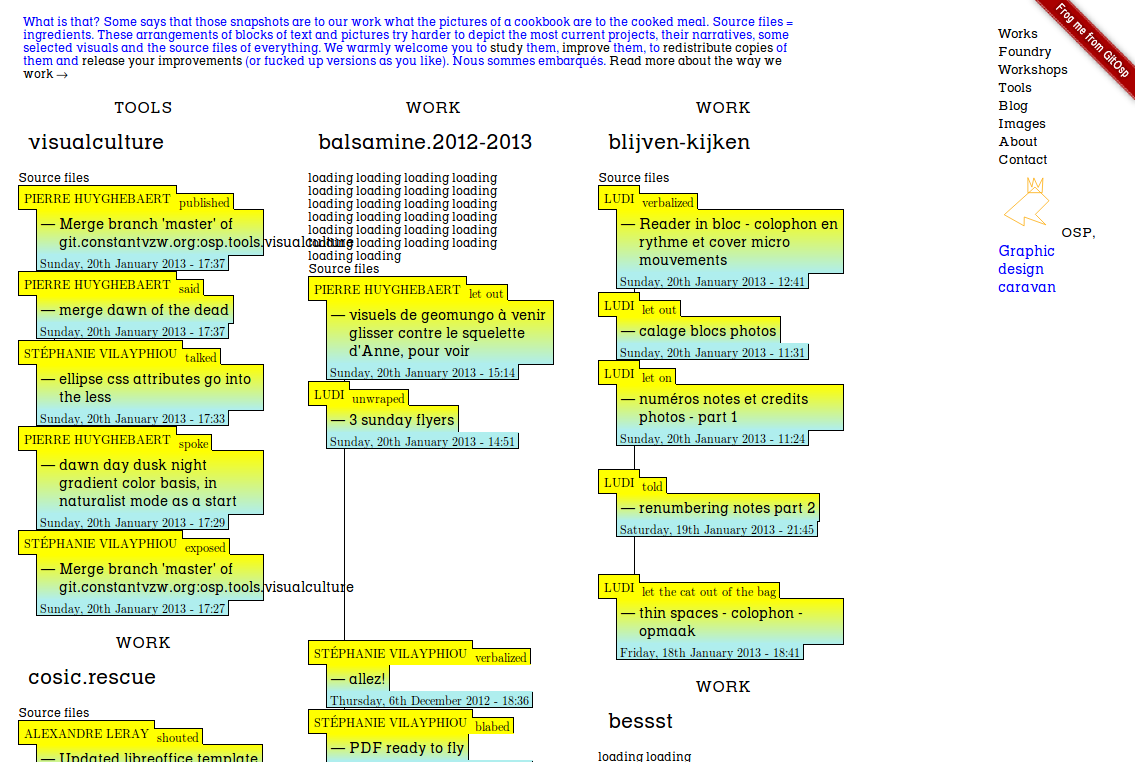 What is that? Some says that those snapshots are to our work what the pictures of a cookbook are to the cooked meal. Source files =
ingredients. These arrangements of blocks of text and pictures try harder to depict the most current projects, their narratives, some
selected visuals and the source files of everything. We warmly welcome you to study them, improve them, to redistribute copies of
them and release your improvements (or fucked up versions as you like). Nous sommes embarqués. Read more about the way we
work →
TOOLS
visualculture
Source files
PIERRE HUYGHEBAERT published
— Merge branch 'master' of
git.constantvzw.org:osp.tools.visualculture
Sunday, 20th January 2013 - 17:37
PIERRE HUYGHEBAERT said
— merge dawn of the dead
Sunday, 20th January 2013 - 17:37
STÉPHANIE VILAYPHIOU talked
— ellipse css attributes go into
the less
Sunday, 20th January 2013 - 17:33
PIERRE HUYGHEBAERT spoke
— dawn day dusk night
gradient color basis, in
naturalist mode as a start
Sunday, 20th January 2013 - 17:29
STÉPHANIE VILAYPHIOU exposed
— Merge branch 'master' of
git.constantvzw.org:osp.tools.visualculture
Sunday, 20th January 2013 - 17:27
WORK
cosic.rescue
Source files
ALEXANDRE LERAY shouted
— Updated libreoffice template
WORK
balsamine.2012-2013
loading loading loading loading
loading loading loading loading
loading loading loading loading
loading loading loading loading
loading loading loading loading
loading loading loading loading
loading loading
Source files
PIERRE HUYGHEBAERT let out
— visuels de geomungo à venir
glisser contre le squelette
d'Anne, pour voir
Sunday, 20th January 2013 - 15:14
LUDI unwraped
— 3 sunday flyers
Sunday, 20th January 2013 - 14:51
STÉPHANIE VILAYPHIOU verbalized
— allez!
Thursday, 6th December 2012 - 18:36
STÉPHANIE VILAYPHIOU blabed
— PDF ready to fly
WORK
blijven-kijken
Source files
LUDI verbalized
— Reader in bloc - colophon en
rythme et cover micro
mouvements
Sunday, 20th January 2013 - 12:41
LUDI let out
— calage blocs photos
Sunday, 20th January 2013 - 11:31
LUDI let on
— numéros notes et credits
photos - part 1
Sunday, 20th January 2013 - 11:24
LUDI told
— renumbering notes part 2
Saturday, 19th January 2013 - 21:45
LUDI let the cat out of the bag
— thin spaces - colophon -
opmaak
Friday, 18th January 2013 - 18:41
WORK
bessst
loading loading
Frog me from GitOsp
Works
Foundry
Workshops
Tools
Blog
Images
About
Contact
OSP,
Graphic
design
caravan